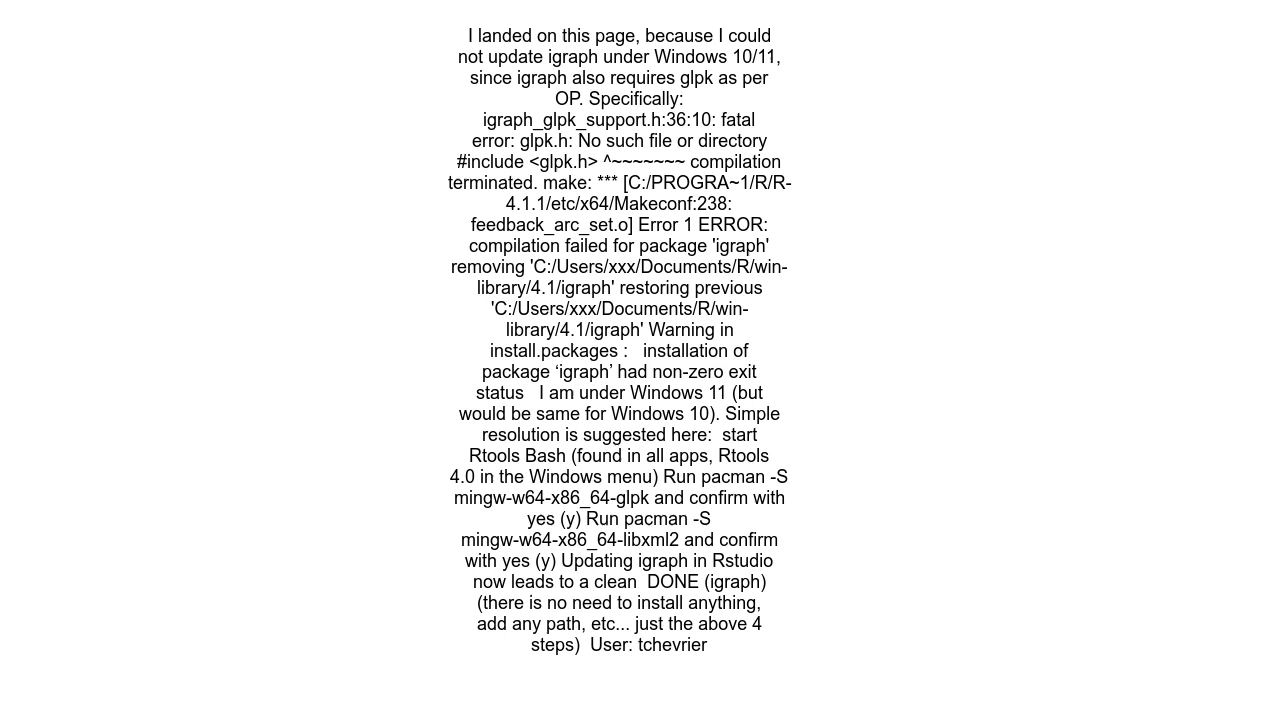 I landed on this page, because I could
not update igraph under Windows 10/11,
since igraph also requires glpk as per
OP. Specifically:
igraph_glpk_support.h:36:10: fatal
error: glpk.h: No such file or directory
#include <glpk.h> ^~~~~~~~ compilation
terminated. make: *** [C:/PROGRA~1/R/R-
4.1.1/etc/x64/Makeconf:238:
feedback_arc_set.o] Error 1 ERROR:
compilation failed for package 'igraph'
removing 'C:/Users/xxx/Documents/R/win-
library/4.1/igraph' restoring previous
'C:/Users/xxx/Documents/R/win-
library/4.1/igraph' Warning in
install.packages :   installation of
package ‘igraph’ had non-zero exit
status   I am under Windows 11 (but
would be same for Windows 10). Simple
resolution is suggested here:  start
Rtools Bash (found in all apps, Rtools
4.0 in the Windows menu) Run pacman -S
mingw-w64-x86_64-glpk and confirm with
yes (y) Run pacman -S
mingw-w64-x86_64-libxml2 and confirm
with yes (y) Updating igraph in Rstudio
now leads to a clean  DONE (igraph)
(there is no need to install anything,
add any path, etc... just the above 4
steps)  User: tchevrier